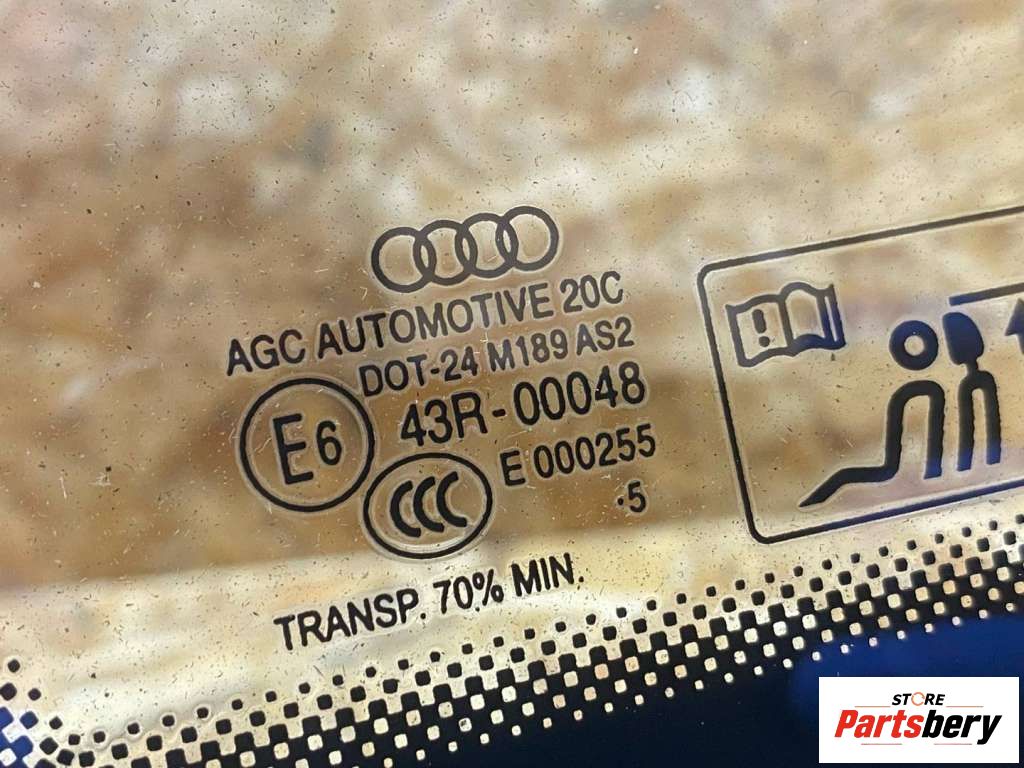 AGC AUTOMOTIVE 20C
DOT-24 M189 AS2
E6
43R-00048
CCC
E 000255
·5
TRANSP. 70% MIN.
!
STORE
Partsbery